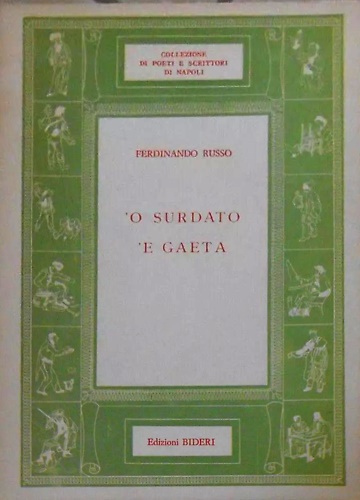 COLLEZIONE
DI POETI E SCRITTORI
DI NAPOLI
FERDINANDO RUSSO
'O SURDATO
'E GAETA
Edizioni BIDERI